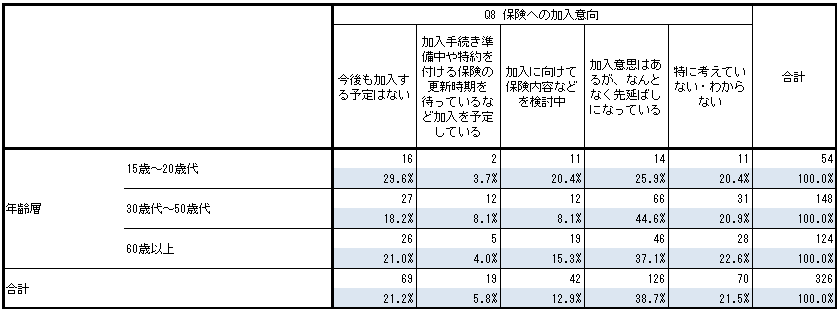 Q8 保険への加入意向
今後も加入す
る予定はない
加入手続き準
備中や特約を
付ける保険の
更新時期を
待っているな
ど加入を予定
している
加入に向けて
保険内容など
を検討中
加入意思はあ
るが、なんと
なく先延ばし
になっている
特に考えてい
ない・わから
ない
合計
年齢層
15歳～20歳代
16 2 11 14 11 54
29.6% 3.7% 20.4% 25.9% 20.4% 100.0%
30歳代～50歳代
27 12 12 66 31 148
18.2% 8.1% 8.1% 44.6% 20.9% 100.0%
60歳以上
26 5 19 46 28 124
21.0% 4.0% 15.3% 37.1% 22.6% 100.0%
合計
69 19 42 126 70 326
21.2% 5.8% 12.9% 38.7% 21.5% 100.0%